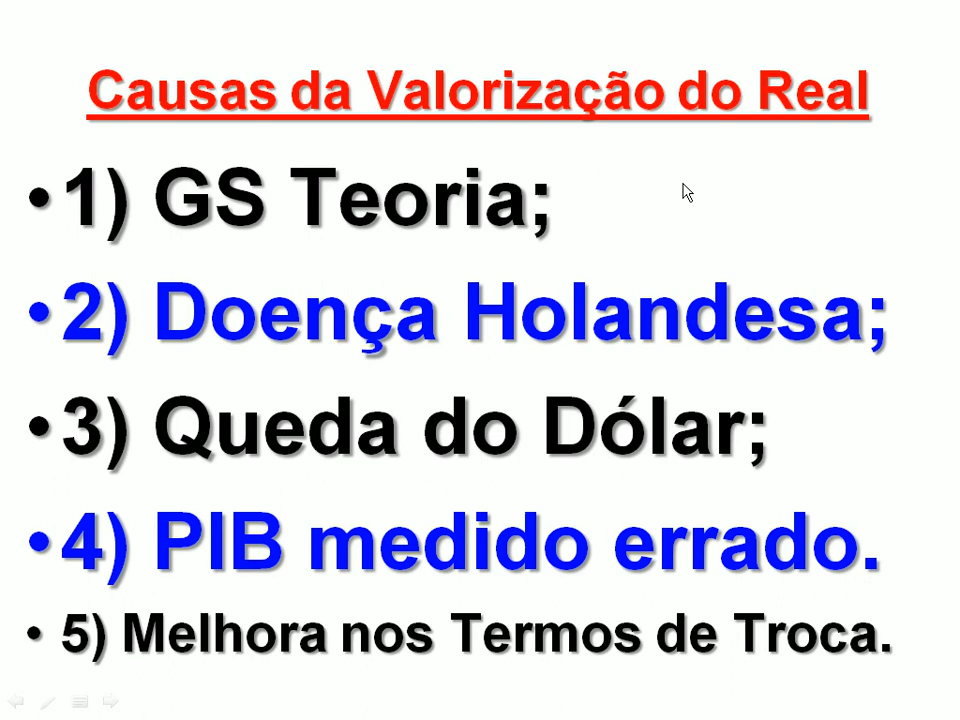 Causas da Valorização do Real
• 1) GS Teoria;
• 2) Doença Holandesa;
• 3) Queda do Dólar;
• 4) PIB medido errado.
• 5) Melhora nos Termos de Troca.